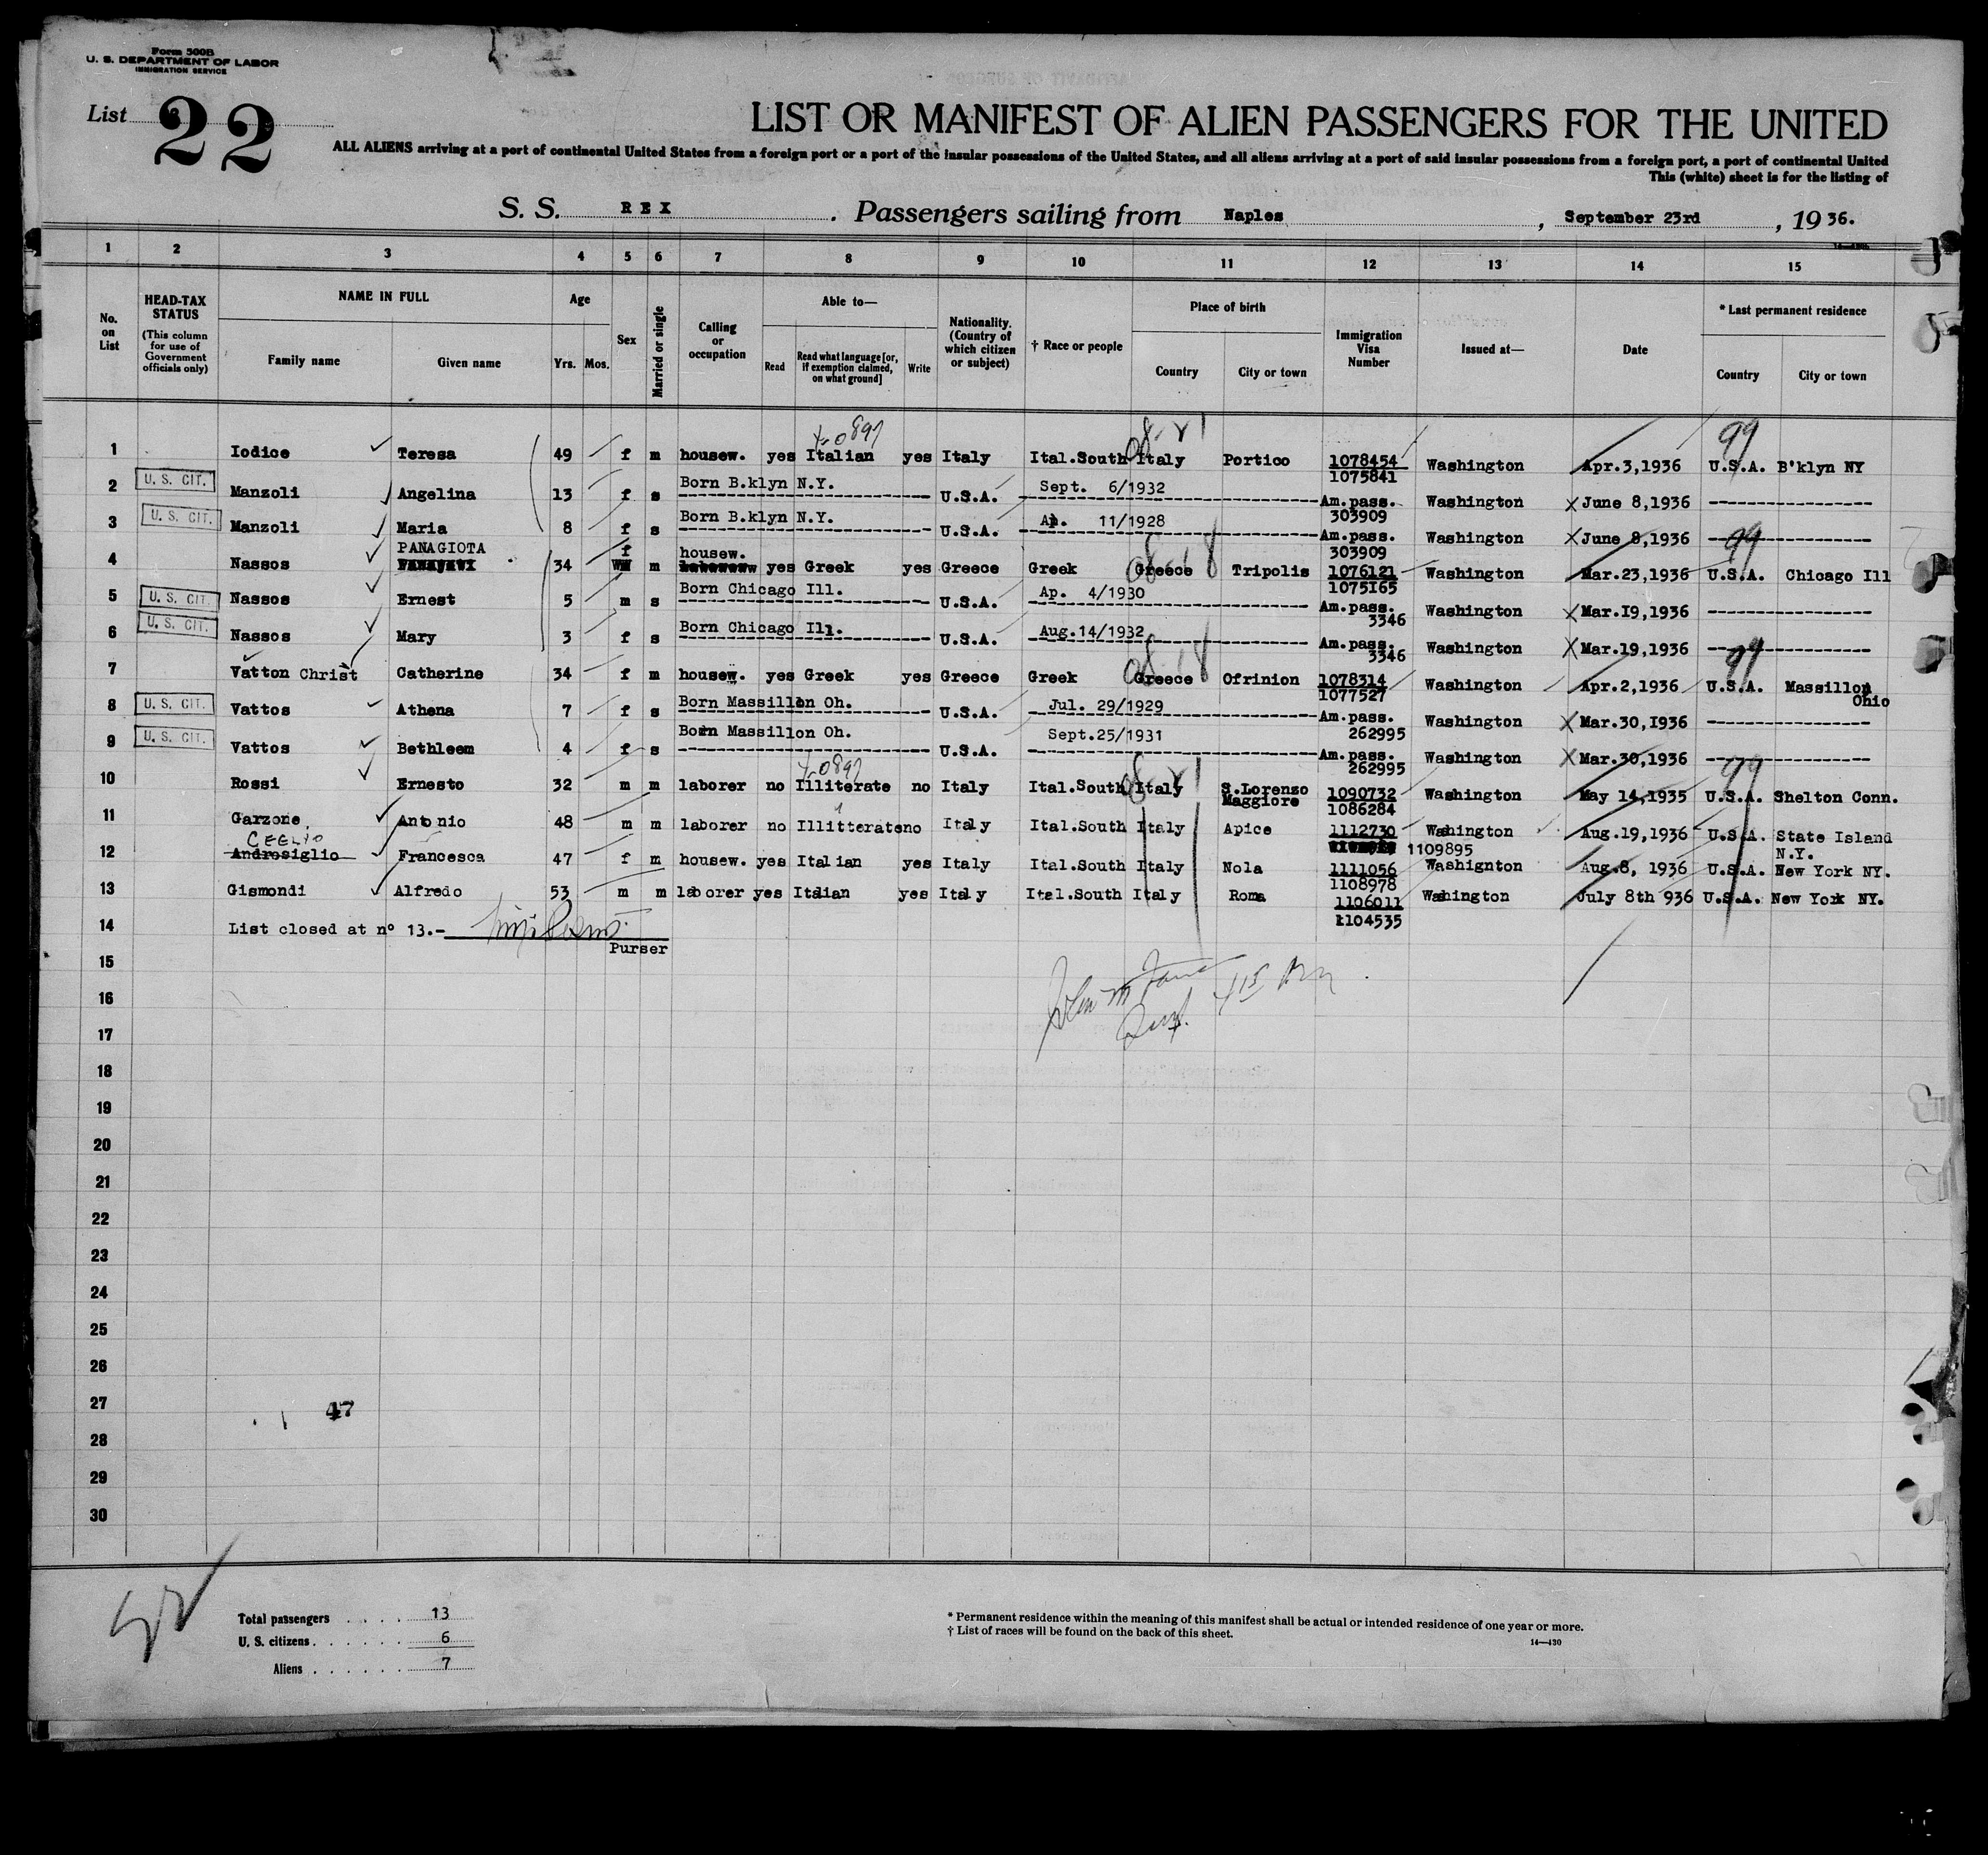 Form 500B
U. S. DEPARTMENT OF LABOR
IMMIGRATION SERVICE
List 22
LIST OR MANIFEST OF ALIEN PASSENGERS FOR THE UNITED
ALL ALIENS arriving at a port of continental United States from a foreign port or a port of the insular possessions of the United States, and all aliens arriving at a port of said insular possessions from a foreign port, a port of continental United
This (white) sheet is for the listing of
S. S. REX . Passengers sailing from Naples , September 23rd , 19 36.
1 2 3 4 5 6 7 8 9 10 11 12 13 14 15
No. on List
HEAD-TAX STATUS (This column for use of Government officials only)
NAME IN FULL Family name Given name
Age Yrs. Mos.
Sex
Married or single
Calling or occupation
Able to— Read Read what language [or, if exemption claimed, on what ground] Write
Nationality. (Country of which citizen or subject)
† Race or people
Place of birth Country City or town
Immigration Visa Number
Issued at—
Date
* Last permanent residence Country City or town
1 Iodice Teresa 49 f m housew. yes Italian yes Italy Ital.South Italy Portico 1078454 1075841 Washington Apr.3,1936 U.S.A. B'klyn NY
2 U. S. CIT. Manzoli Angelina 13 f s Born B.klyn N.Y. U.S.A. Sept. 6/1932 Am.pass. 303909 Washington June 8,1936
3 U. S. CIT. Manzoli Maria 8 f s Born B.klyn N.Y. U.S.A. Ap. 11/1928 Am.pass. 303909 Washington June 8,1936
4 Nassos PANAGIOTA 34 f m housew. yes Greek yes Greece Greek Greece Tripolis 1076121 1075165 Washington Mar.23,1936 U.S.A. Chicago Ill
5 U. S. CIT. Nassos Ernest 5 m s Born Chicago Ill. U.S.A. Ap. 4/1930 Am.pass. 3346 Washington Mar.19,1936
6 U. S. CIT. Nassos Mary 3 f s Born Chicago Ill. U.S.A. Aug.14/1932 Am.pass. 3346 Washington Mar.19,1936
7 Vatton Christ Catherine 34 f m housew. yes Greek yes Greece Greek Greece Ofrinion 1078314 1077527 Washington Apr.2,1936 U.S.A. Massillon Ohio
8 U. S. CIT. Vattos Athena 7 f s Born Massillon Oh. U.S.A. Jul. 29/1929 Am.pass. 262995 Washington Mar.30,1936
9 U. S. CIT. Vattos Bethleem 4 f s Born Massillon Oh. U.S.A. Sept.25/1931 Am.pass. 262995 Washington Mar.30,1936
10 Rossi Ernesto 32 m m laborer no Illiterate no Italy Ital.South Italy S.Lorenzo Maggiore 1090732 1086284 Washington May 14,1935 U.S.A. Shelton Conn.
11 Garzone Antonio 48 m m laborer no Illitterate no Italy Ital.South Italy Apice 1112730 1109895 Washington Aug.19,1936 U.S.A. State Island N.Y.
12 Androsiglio Francesca 47 f m housew. yes Italian yes Italy Ital.South Italy Nola 1111056 1108978 Washignton Aug.8, 1936 U.S.A. New York NY.
13 Gismondi Alfredo 53 m m laborer yes Italian yes Italy Ital.South Italy Roma 1106011 1104535 Washington July 8th 936 U.S.A. New York NY.
14 List closed at nº 13.-
Purser
15
16
17
18
19
20
21
22
23
24
25
26
27 47
28
29
30
Total passengers . . . . 13
U. S. citizens . . . . . . 6
Aliens . . . . . . 7
* Permanent residence within the meaning of this manifest shall be actual or intended residence of one year or more.
† List of races will be found on the back of this sheet.
14—430